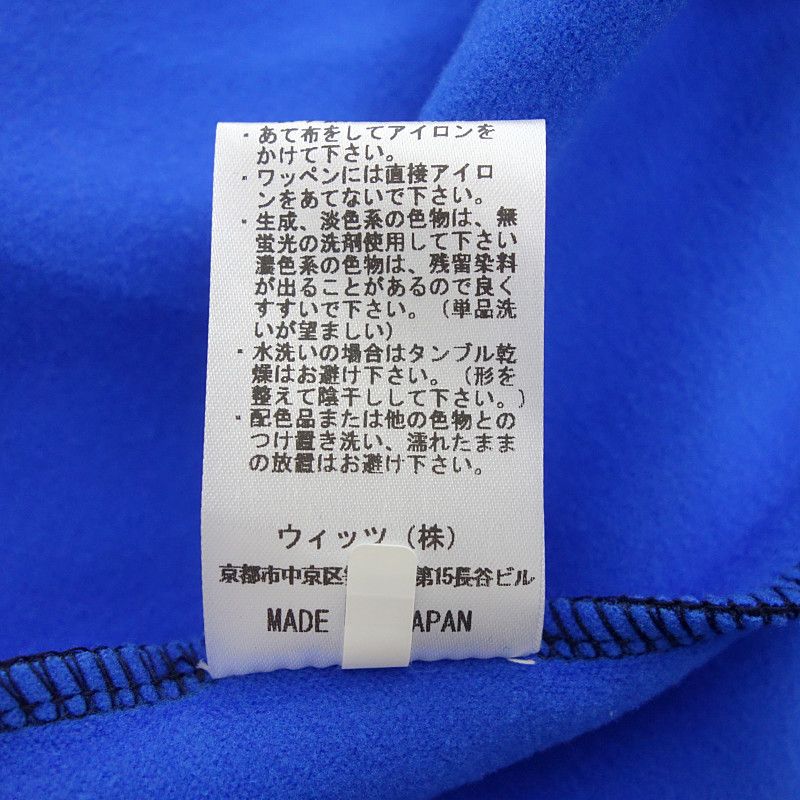 ・あて布をしてアイロンを
かけて下さい。
・ワッペンには直接アイロ
ンをあてないで下さい。
・生成、淡色系の色物は、無
蛍光の洗剤使用して下さい
濃色系の色物は、残留染料
が出ることがあるので良く
すすいで下さい。（単品洗
いが望ましい）
・水洗いの場合はタンブル乾
燥はお避け下さい。（形を
整えて陰干しして下さい。）
・配色品または他の色物との
つけ置き洗い、濡れたまま
の放置はお避け下さい。
ウィッツ（株）
京都市中京区 第15長谷ビル
MADE APAN